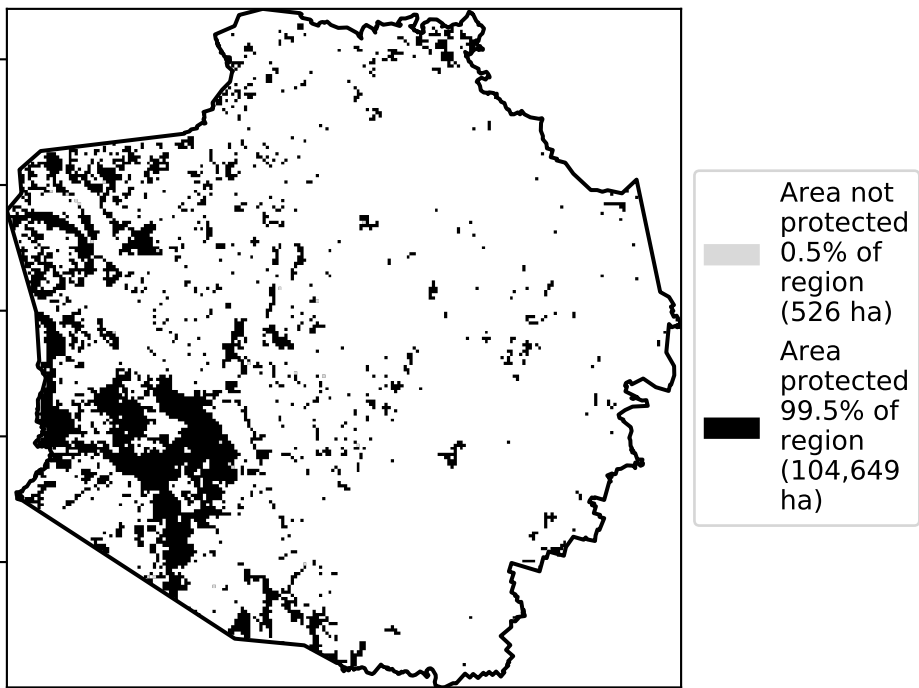 Area not
protected
0.5% of
region
(526 ha)
Area
protected
99.5% of
region
(104,649
ha)